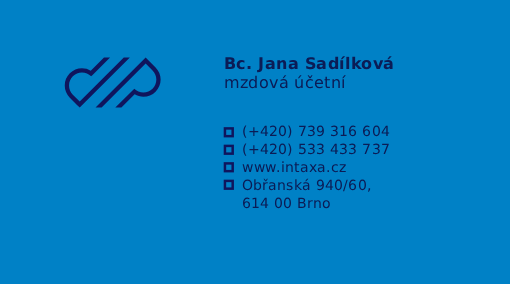 Bc. Jana Sadílková
mzdová účetní
(+420) 739 316 604
(+420) 533 433 737
www.intaxa.cz
Obřanská 940/60,
614 00 Brno